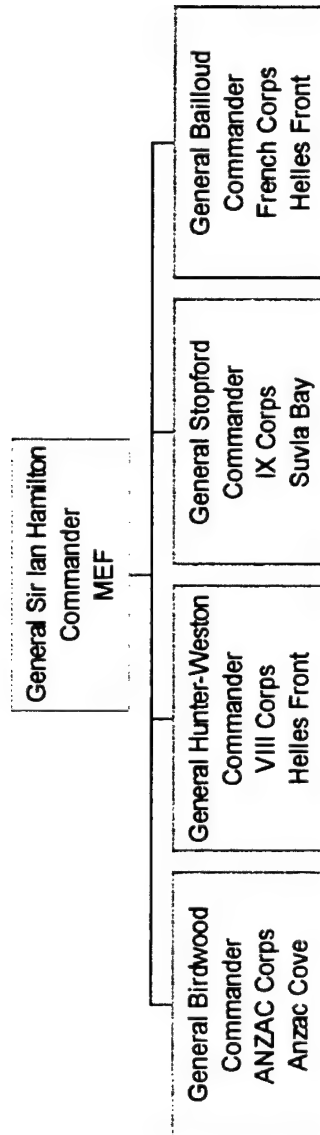 General Sir Ian Hamilton
Commander
MEF
General Birdwood
Commander
ANZAC Corps
Anzac Cove
General Hunter-Weston
Commander
VIII Corps
Helles Front
General Stopford
Commander
IX Corps
Suvla Bay
General Bailloud
Commander
French Corps
Helles Front